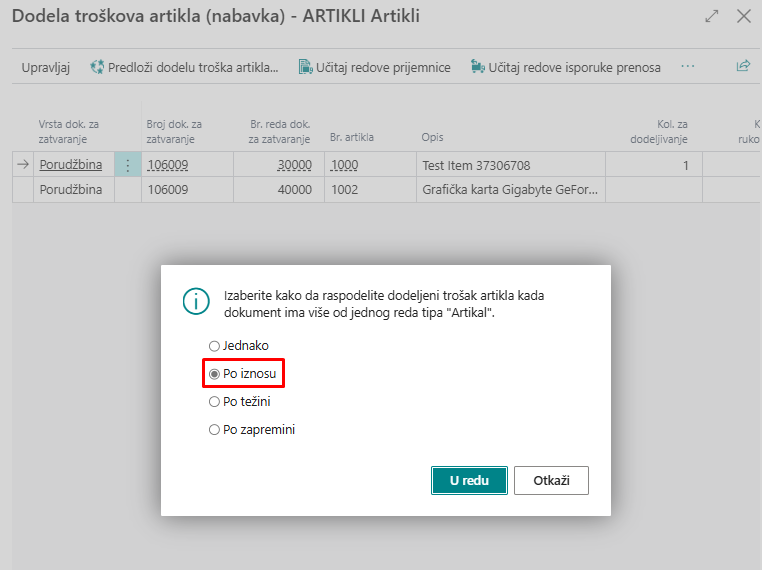 Dodela troškova artikla (nabavka) - ARTIKLI Artikli
Upravljaj Predloži dodelu troška artikla... Učitaj redove prijemnice Učitaj redove isporuke prenosa ...
Vrsta dok. za zatvaranje Broj dok. za zatvaranje Br. reda dok. za zatvaranje Br. artikla Opis Kol. za dodeljivanje K ruko
Porudžbina 106009 30000 1000 Test Item 37306708 1
Porudžbina 106009 40000 1002 Grafička karta Gigabyte GeFor...
Izaberite kako da raspodelite dodeljeni trošak artikla kada
dokument ima više od jednog reda tipa "Artikal".
Jednako
Po iznosu
Po težini
Po zapremini
U redu Otkaži